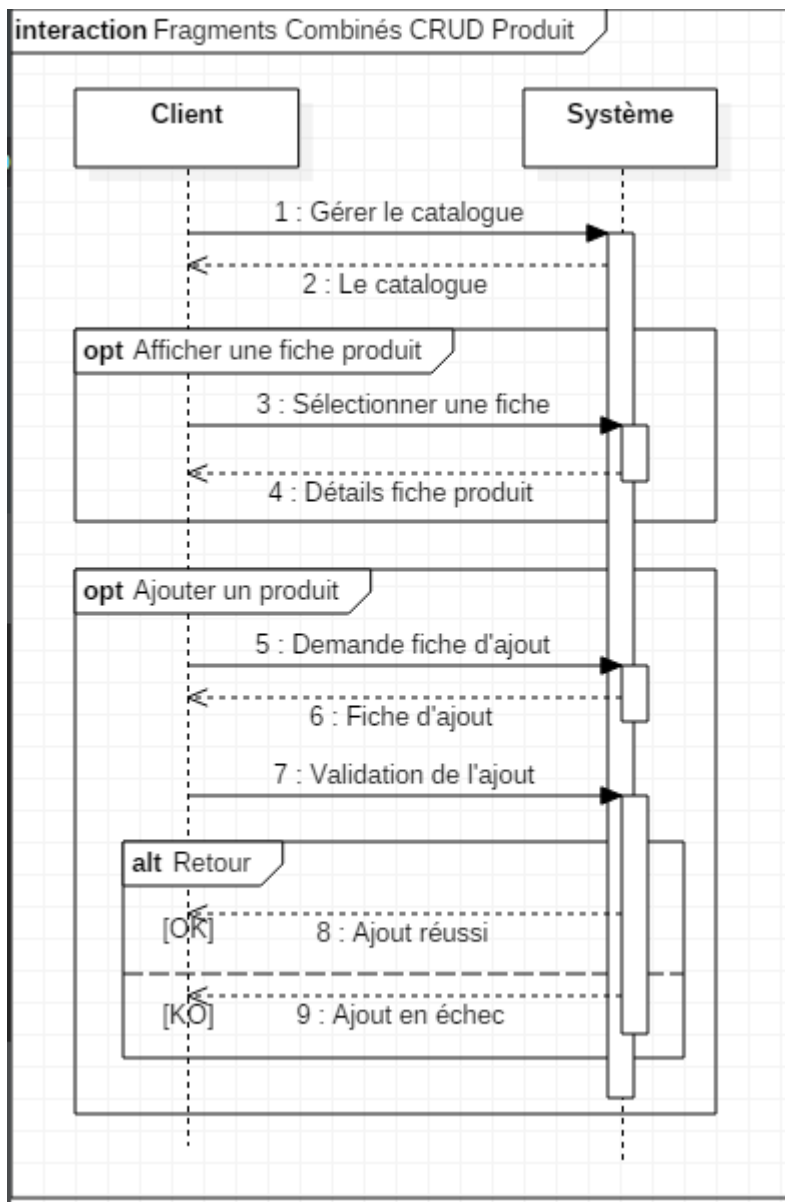 interaction Fragments Combinés CRUD Produit
Client
Système
1 : Gérer le catalogue
2 : Le catalogue
opt Afficher une fiche produit
3 : Sélectionner une fiche
4 : Détails fiche produit
opt Ajouter un produit
5 : Demande fiche d'ajout
6 : Fiche d'ajout
7 : Validation de l'ajout
alt Retour
[OK]
8 : Ajout réussi
[KO]
9 : Ajout en échec